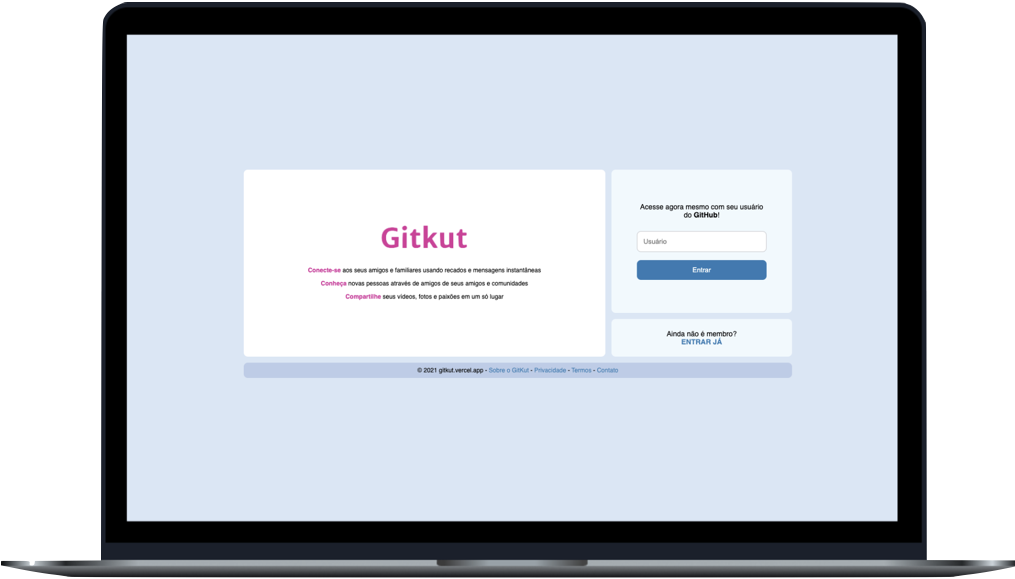 Gitkut
Conecte-se aos seus amigos e familiares usando recados e mensagens instantâneas
Conheça novas pessoas através de amigos de seus amigos e comunidades
Compartilhe seus vídeos, fotos e paixões em um só lugar
Acesse agora mesmo com seu usuário
do GitHub!
Usuário
Entrar
Ainda não é membro?
ENTRAR JÁ
© 2021 gitkut.vercel.app - Sobre o GitKut - Privacidade - Termos - Contato